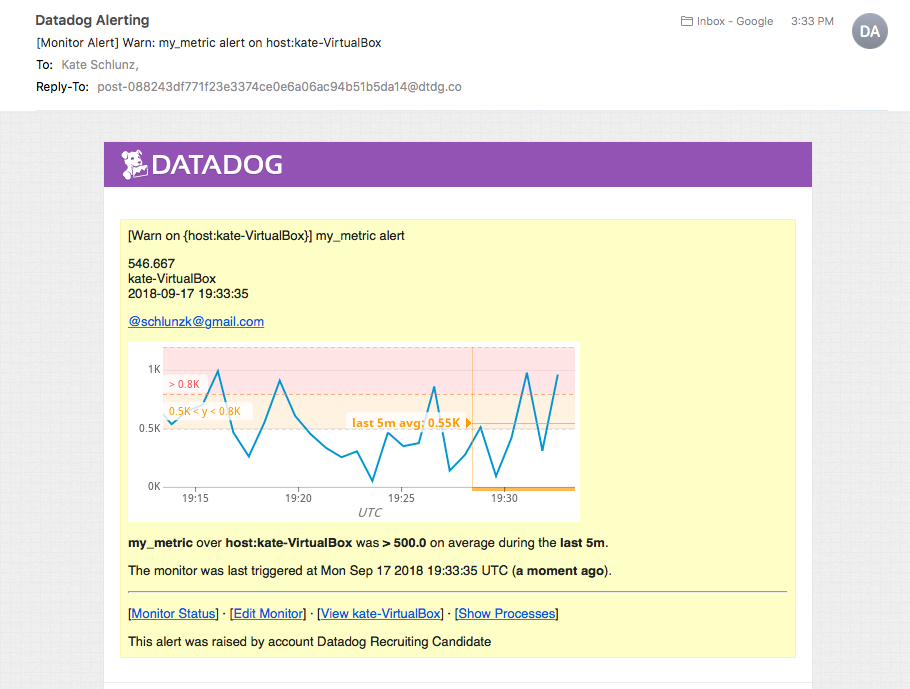 Datadog Alerting
Inbox - Google 3:33 PM
DA
[Monitor Alert] Warn: my_metric alert on host:kate-VirtualBox
To: Kate Schlunz,
Reply-To: post-088243df771f23e3374ce0e6a06ac94b51b5da14@dtdg.co
DATADOG
[Warn on {host:kate-VirtualBox}] my_metric alert
546.667
kate-VirtualBox
2018-09-17 19:33:35
@schlunzk@gmail.com
1K
> 0.8K
0.5K < y < 0.8K
0.5K
last 5m avg: 0.55K
0K
19:15 19:20 19:25 19:30
UTC
my_metric over host:kate-VirtualBox was > 500.0 on average during the last 5m.
The monitor was last triggered at Mon Sep 17 2018 19:33:35 UTC (a moment ago).
[Monitor Status] · [Edit Monitor] · [View kate-VirtualBox] · [Show Processes]
This alert was raised by account Datadog Recruiting Candidate